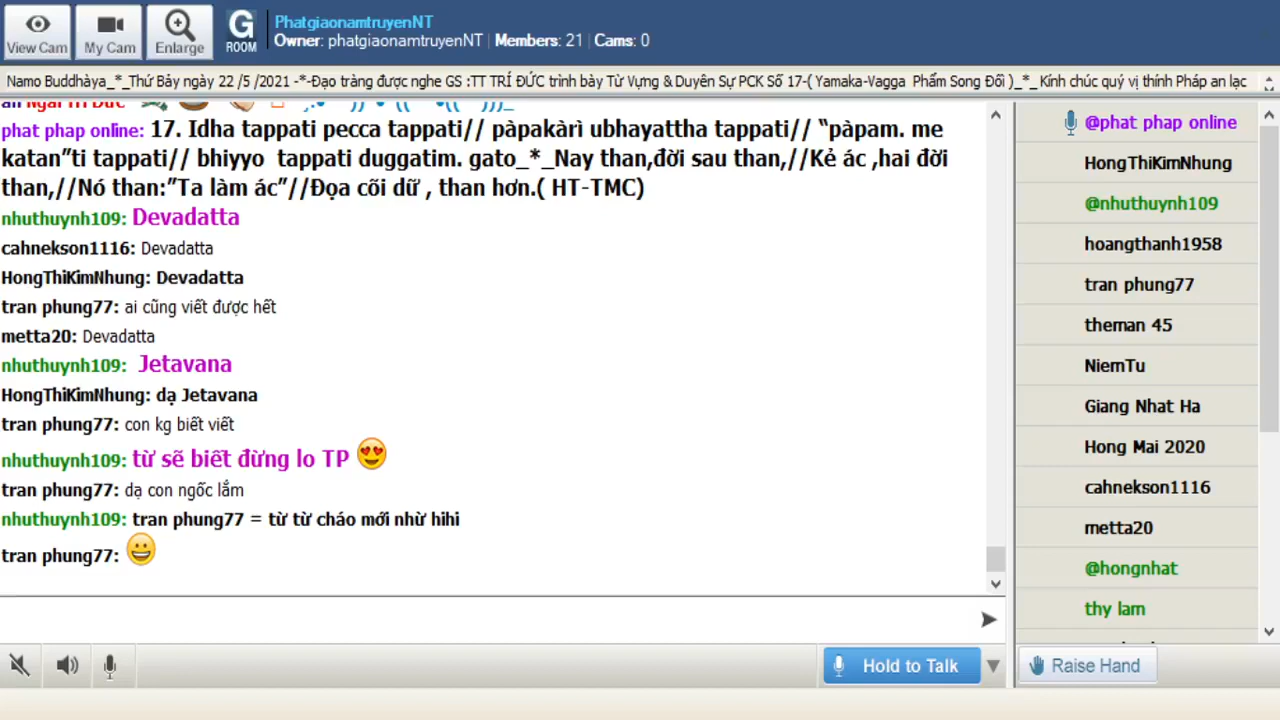 View Cam
My Cam
Enlarge
G
ROOM
PhatgiaonamtruyenNT
Owner: phatgiaonamtruyenNT | Members: 21 | Cams: 0
Namo Buddhàya_*_Thứ Bảy ngày 22 /5 /2021 -*-Đạo tràng được nghe GS :TT TRÍ ĐỨC trình bày Từ Vựng & Duyên Sự PCK Số 17-( Yamaka-Vagga Phẩm Song Đối )_*_ Kính chúc quý vị thính Pháp an lạc
phat phap online: 17. Idha tappati pecca tappati// pàpakàrì ubhayattha tappati// “pàpam. me
katan”ti tappati// bhiyyo tappati duggatim. gato_*_Nay than,đời sau than,//Kẻ ác ,hai đời
than,//Nó than:”Ta làm ác”//Đọa cõi dữ , than hơn.( HT-TMC)
nhuthuynh109: Devadatta
cahnekson1116: Devadatta
HongThiKimNhung: Devadatta
tran phung77: ai cũng viết được hết
metta20: Devadatta
nhuthuynh109: Jetavana
HongThiKimNhung: dạ Jetavana
tran phung77: con kg biết viết
nhuthuynh109: từ sẽ biết đừng lo TP
tran phung77: dạ con ngốc lắm
nhuthuynh109: tran phung77 = từ từ cháo mới nhừ hihi
tran phung77:
@phat phap online
HongThiKimNhung
@nhuthuynh109
hoangthanh1958
tran phung77
theman 45
NiemTu
Giang Nhat Ha
Hong Mai 2020
cahnekson1116
metta20
@hongnhat
thy lam
Hold to Talk
Raise Hand